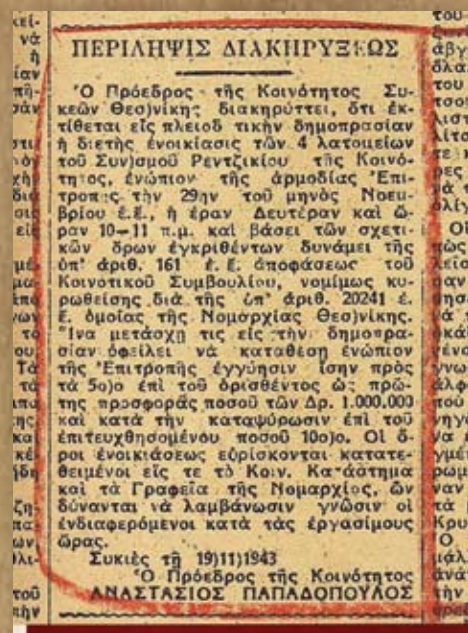 ΠΕΡΙΛΗΨΙΣ ΔΙΑΚΗΡΥΞΕΩΣ
Ὁ Πρόεδρος τῆς Κοινότητος Συ-
κεῶν Θεσ)νίκης διακηρύττει, ὅτι ἐκ-
τίθεται εἰς πλειοδ τικὴν δημοπρασίαν
ἡ διετὴς ἐνοικίασις τῶν 4 λατομείων
τοῦ Συν)σμοῦ Ρεντζικίου τῆς Κοινό-
τητος, ἐνώπιον τῆς ἁρμοδίας Ἐπι-
τροπῆς τὴν 29ην τοῦ μηνὸς Νοεμ-
βρίου ἐ.ἔ., ἡ έραν Δευτέραν καὶ ὥ-
ραν 10—11 π.μ. καὶ βάσει τῶν σχετι-
κῶν ὅρων ἐγκριθέντων δυνάμει τῆς
ὑπ' ἀριθ. 161 ἐ. ἔ. ἀποφάσεως τοῦ
Κοινοτικοῦ Συμβουλίου, νομίμως κυ-
ρωθείσης διὰ τῆς ὑπ' ἀριθ. 20241 ἐ.
ἔ. ὁμοίας τῆς Νομαρχίας Θεσ)νίκης.
Ἵνα μετάσχῃ τις εἰς τὴν δημοπρα-
σίαν ὀφείλει νὰ καταθέσῃ ἐνώπιον
τῆς Ἐπιτροπῆς ἐγγύησιν ἴσην πρὸς
τὰ 5ο)ο ἐπὶ τοῦ ὁρισθέντος ὡς πρώ-
της προσφορᾶς ποσοῦ τῶν Δρ. 1.000.000
καὶ κατὰ τὴν καταψύρωσιν ἐπὶ τοῦ
ἐπιτευχθησομένου ποσοῦ 10ο)ο. Οἱ ὅ-
ροι ἐνοικιάσεως εὑρίσκονται κατατε-
θειμένοι εἴς τε τὸ Κοιν. Κατάστημα
καὶ τὰ Γραφεῖα τῆς Νομαρχίας, ὧν
δύνανται νὰ λαμβάνωσιν γνῶσιν οἱ
ἐνδιαφερόμενοι κατὰ τὰς ἐργασίμους
ὥρας.
Συκιὲς τῇ 19)11)1943
Ὁ Πρόεδρος τῆς Κοινότητος
ΑΝΑΣΤΑΣΙΟΣ ΠΑΠΑΔΟΠΟΥΛΟΣ